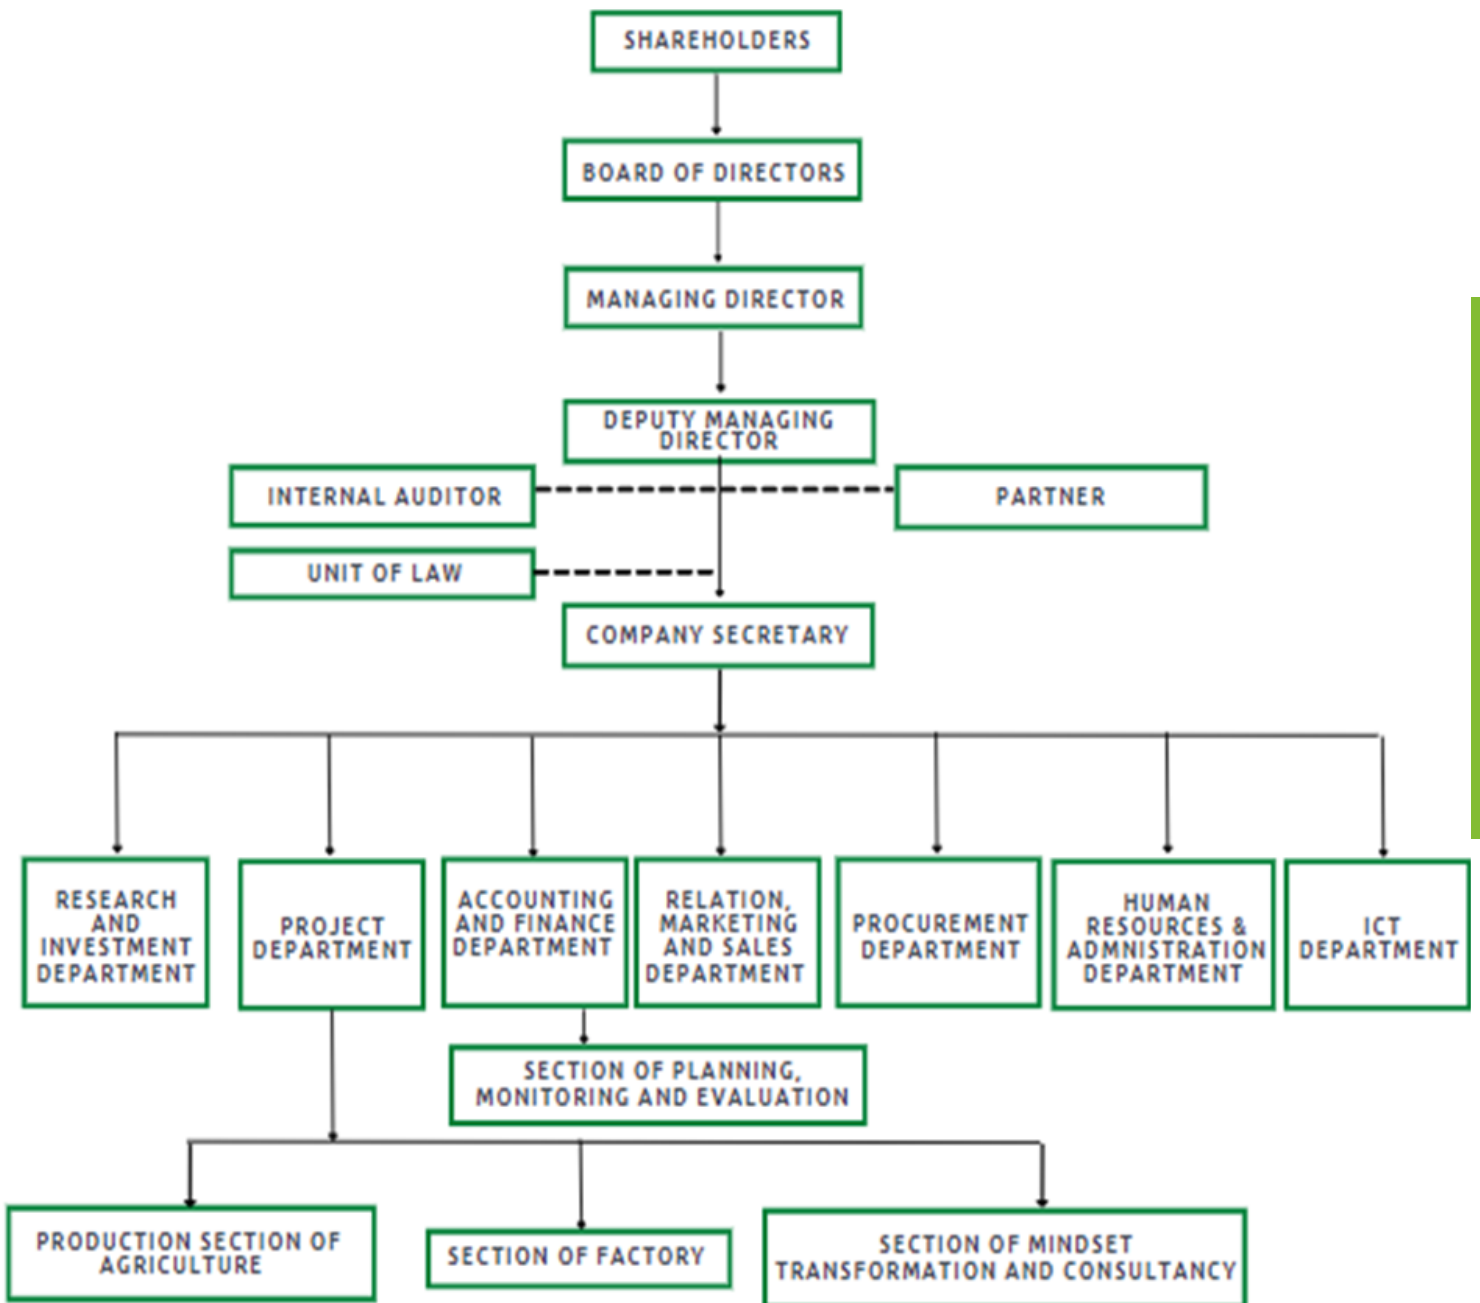 SHAREHOLDERS
BOARD OF DIRECTORS
MANAGING DIRECTOR
DEPUTY MANAGING
DIRECTOR
INTERNAL AUDITOR
PARTNER
UNIT OF LAW
COMPANY SECRETARY
RESEARCH
AND
INVESTMENT
DEPARTMENT
PROJECT
DEPARTMENT
ACCOUNTING
AND FINANCE
DEPARTMENT
RELATION,
MARKETING
AND SALES
DEPARTMENT
PROCUREMENT
DEPARTMENT
HUMAN
RESOURCES &
ADMNISTRATION
DEPARTMENT
ICT
DEPARTMENT
SECTION OF PLANNING,
MONITORING AND EVALUATION
PRODUCTION SECTION OF
AGRICULTURE
SECTION OF FACTORY
SECTION OF MINDSET
TRANSFORMATION AND CONSULTANCY